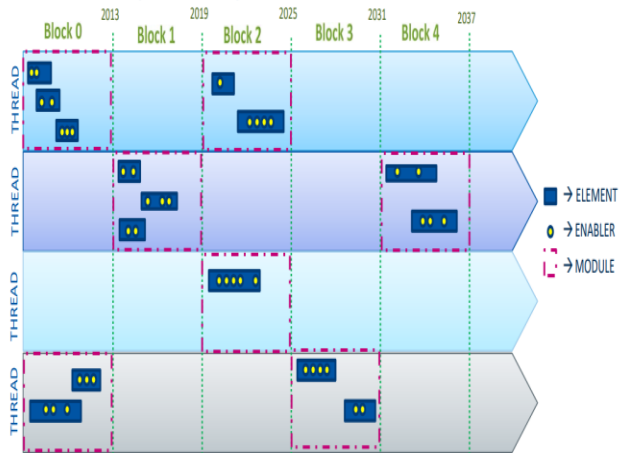 2013 2019 2025 2031 2037
Block 0 Block 1 Block 2 Block 3 Block 4
THREAD
THREAD
THREAD
THREAD
→ ELEMENT
→ ENABLER
→ MODULE